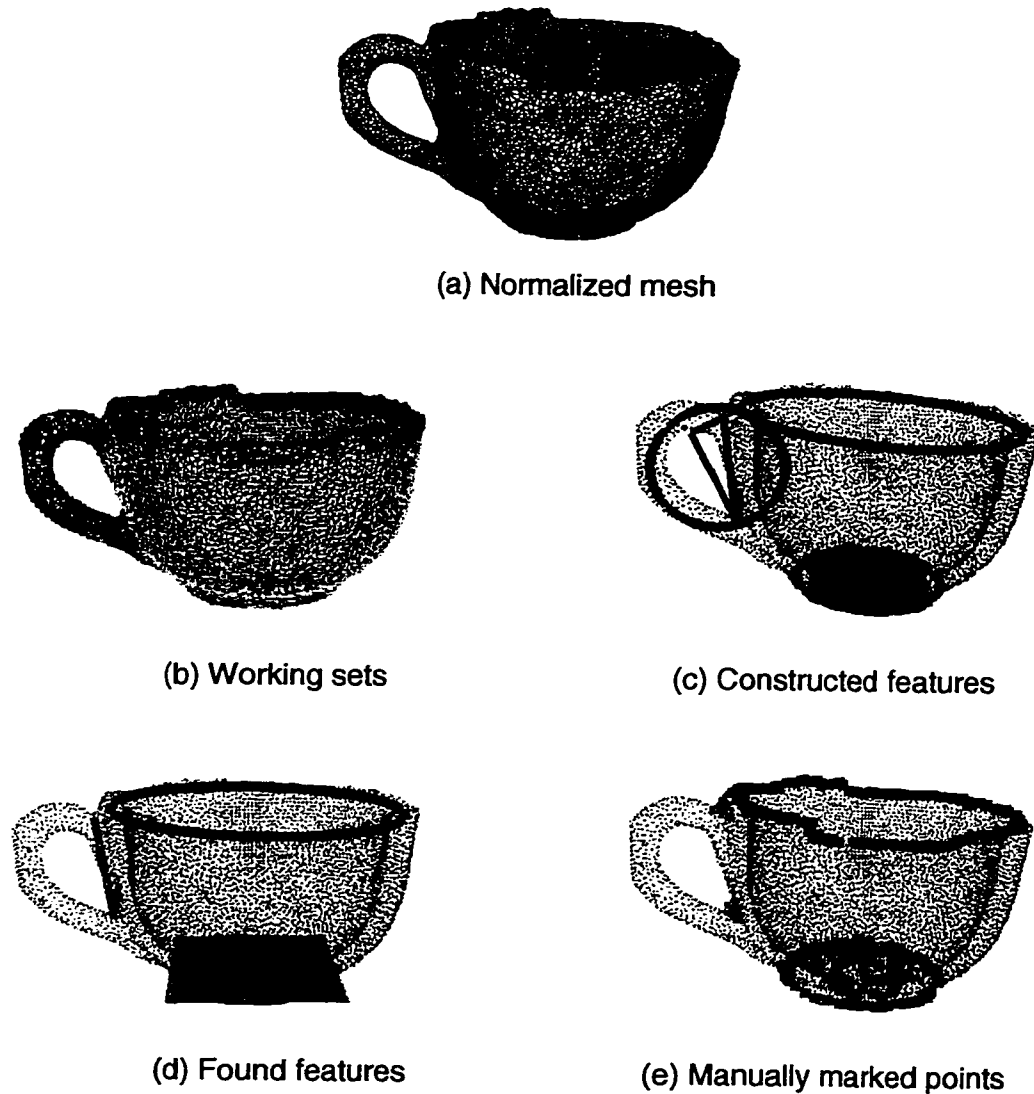 (a) Normalized mesh
(b) Working sets
(c) Constructed features
(d) Found features
(e) Manually marked points